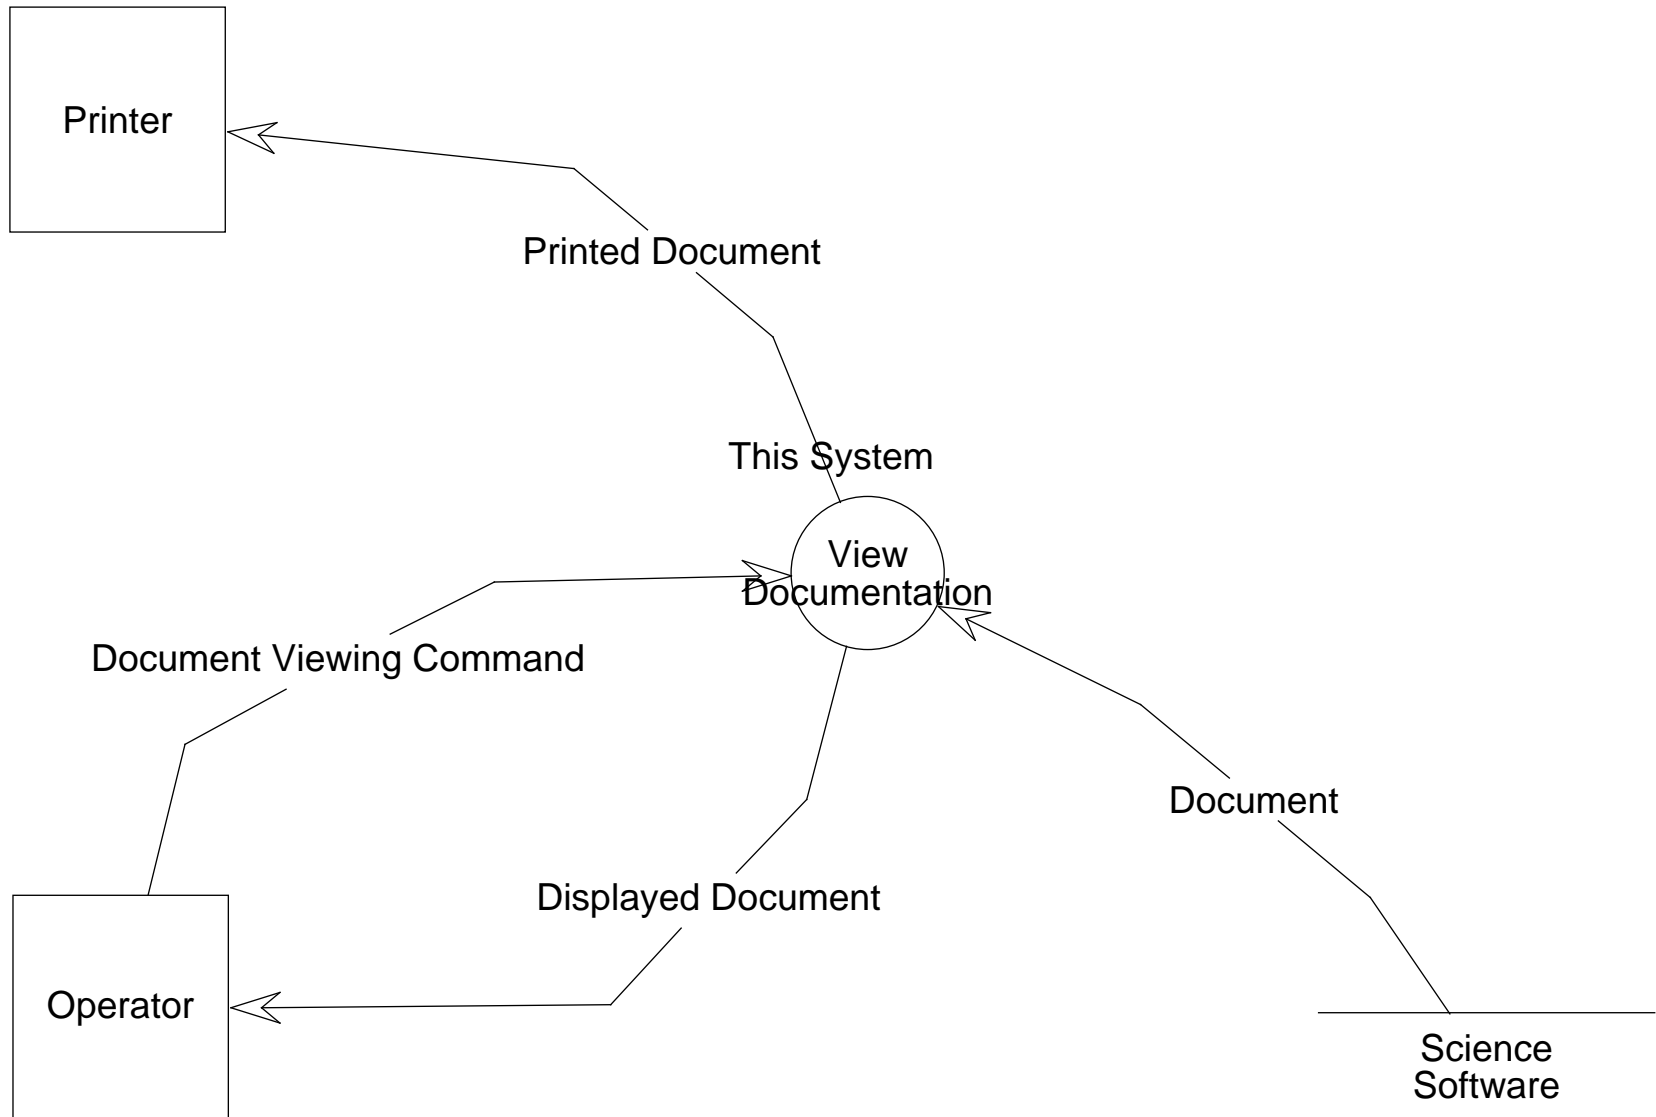 Printer
Printed Document
This System
View
Documentation
Document Viewing Command
Document
Displayed Document
Operator
Science
Software